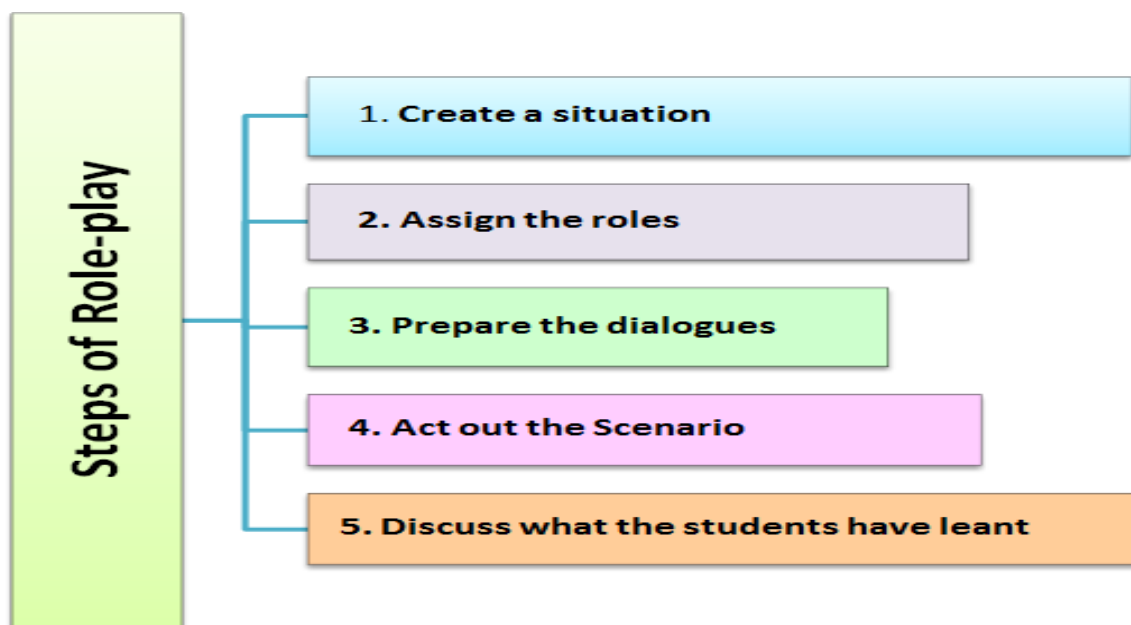 Steps of Role-play
1. Create a situation
2. Assign the roles
3. Prepare the dialogues
4. Act out the Scenario
5. Discuss what the students have leant